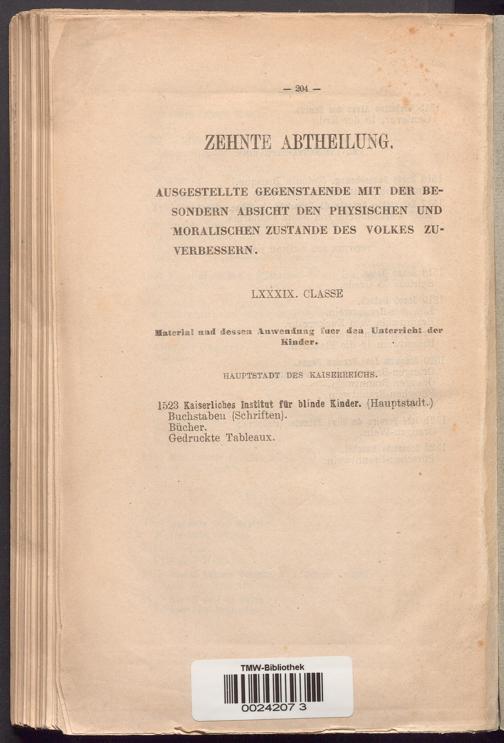 — 204 —
ZEHNTE ABTHEILUNG.
AUSGESTELLTE GEGENSTAENDE MIT DER BE-
SONDERN ABSICHT DEN PHYSISCHEN UND
MORALISCHEN ZUSTANDE DES VOLKES ZU-
VERBESSERN.
LXXXIX. CLASSE
Material und dessen Anwendung fuer den Unterricht der
Kinder.
HAUPTSTADT DES KAISERREICHS.
1523 Kaiserliches Institut für blinde Kinder. (Hauptstadt.)
Buchstaben (Schriften).
Bücher.
Gedruckte Tableaux.
TMW-Bibliothek
0024207 3